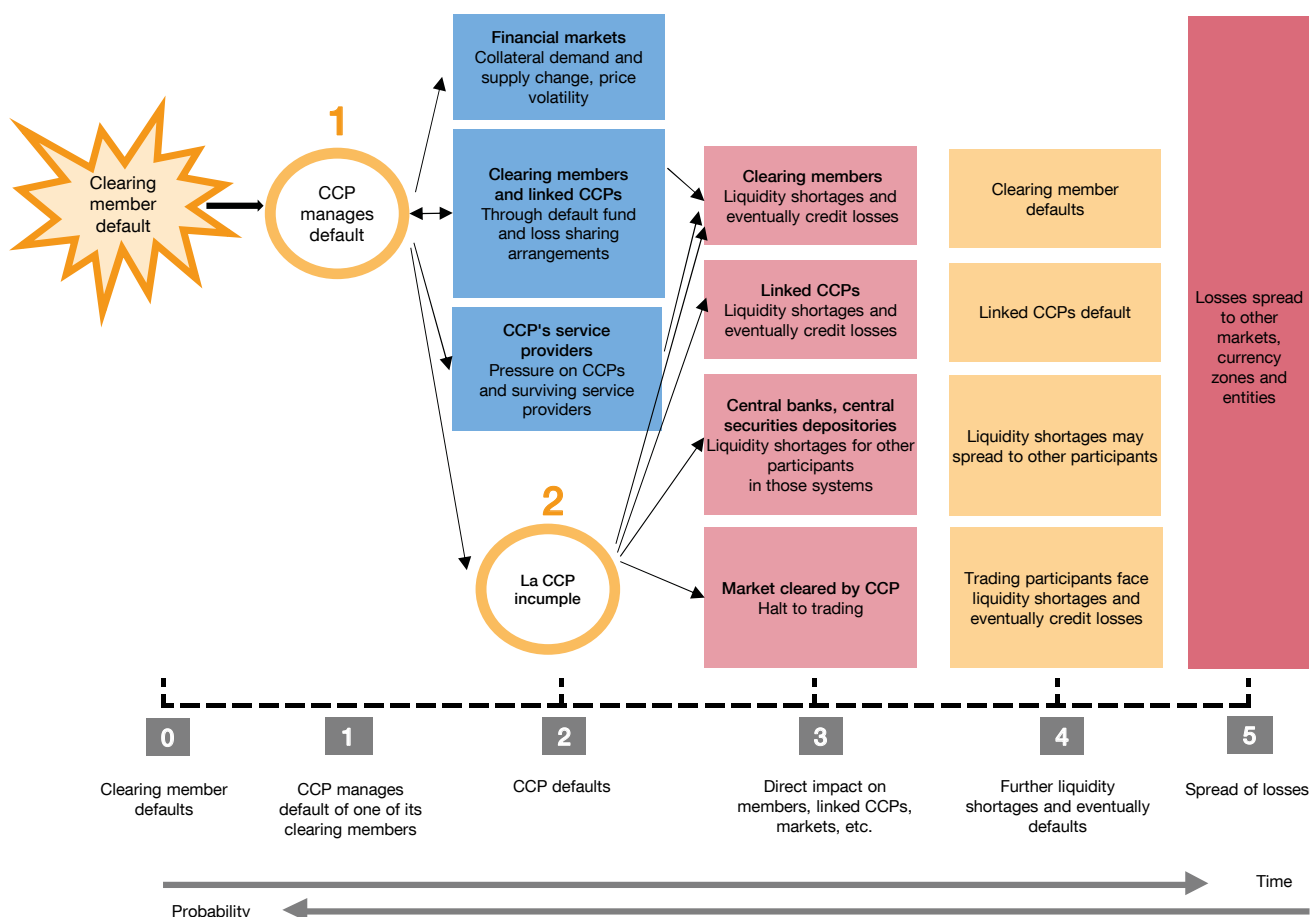 Clearing
member
default
1
CCP
manages
default
Financial markets
Collateral demand and
supply change, price
volatility
Clearing members
and linked CCPs
Through default fund
and loss sharing
arrangements
CCP's service
providers
Pressure on CCPs
and surviving service
providers
2
La CCP
incumple
Clearing members
Liquidity shortages and
eventually credit losses
Linked CCPs
Liquidity shortages and
eventually credit losses
Central banks, central
securities depositories
Liquidity shortages for other
participants
in those systems
Market cleared by CCP
Halt to trading
Clearing member
defaults
Linked CCPs default
Liquidity shortages may
spread to other participants
Trading participants face
liquidity shortages and
eventually credit losses
Losses spread
to other
markets,
currency
zones and
entities
0
1
2
3
4
5
Clearing member
defaults
CCP manages
default of one of its
clearing members
CCP defaults
Direct impact on
members, linked CCPs,
markets, etc.
Further liquidity
shortages and eventually
defaults
Spread of losses
Time
Probability